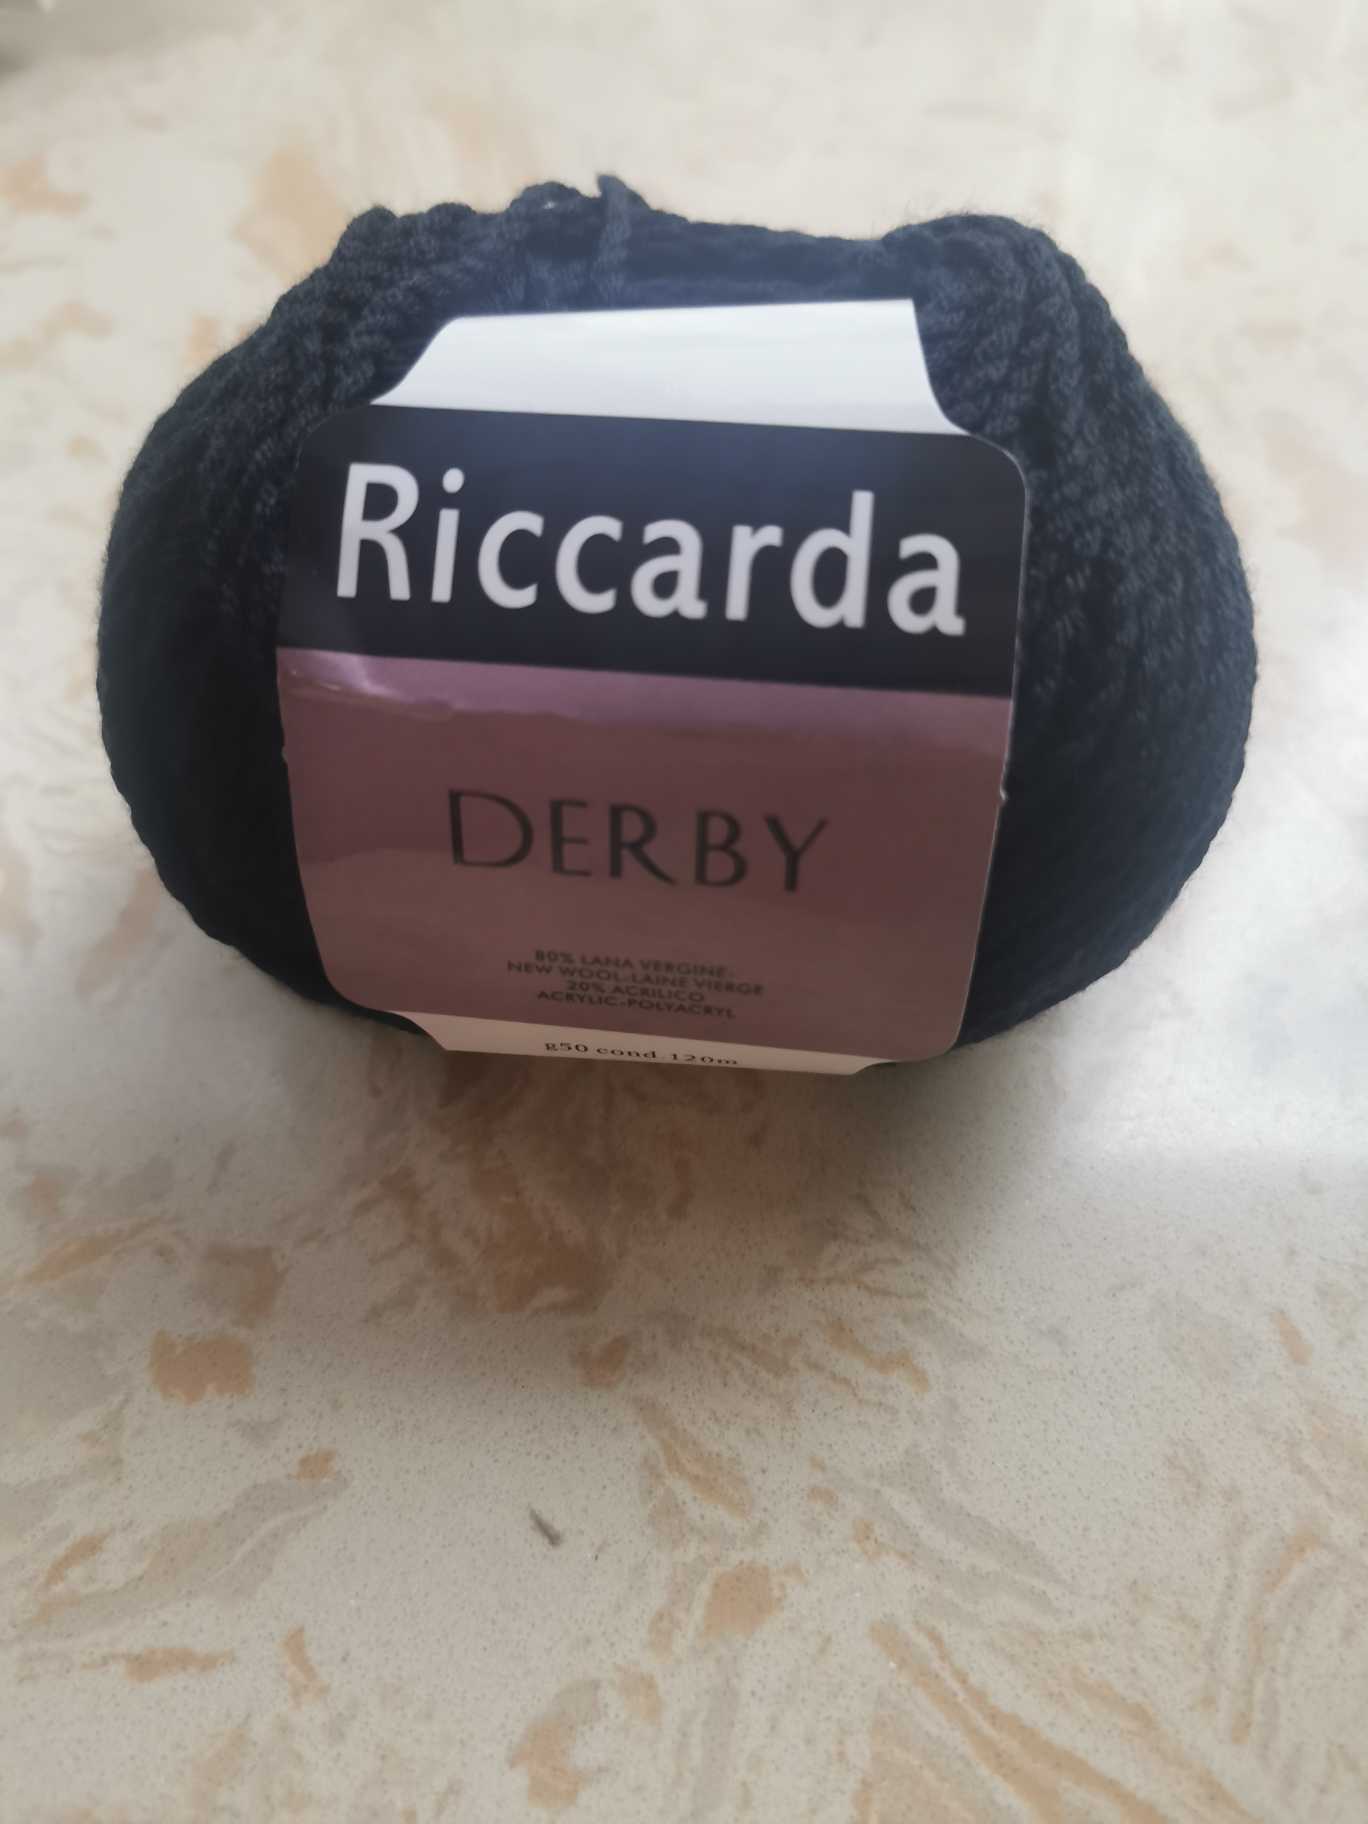 Riccarda
DERBY
80% LANA VERGINE-
NEW WOOL-LAINE VIERGE
20% ACRILICO
ACRYLIC-POLYACRYL
g50 cond.120m